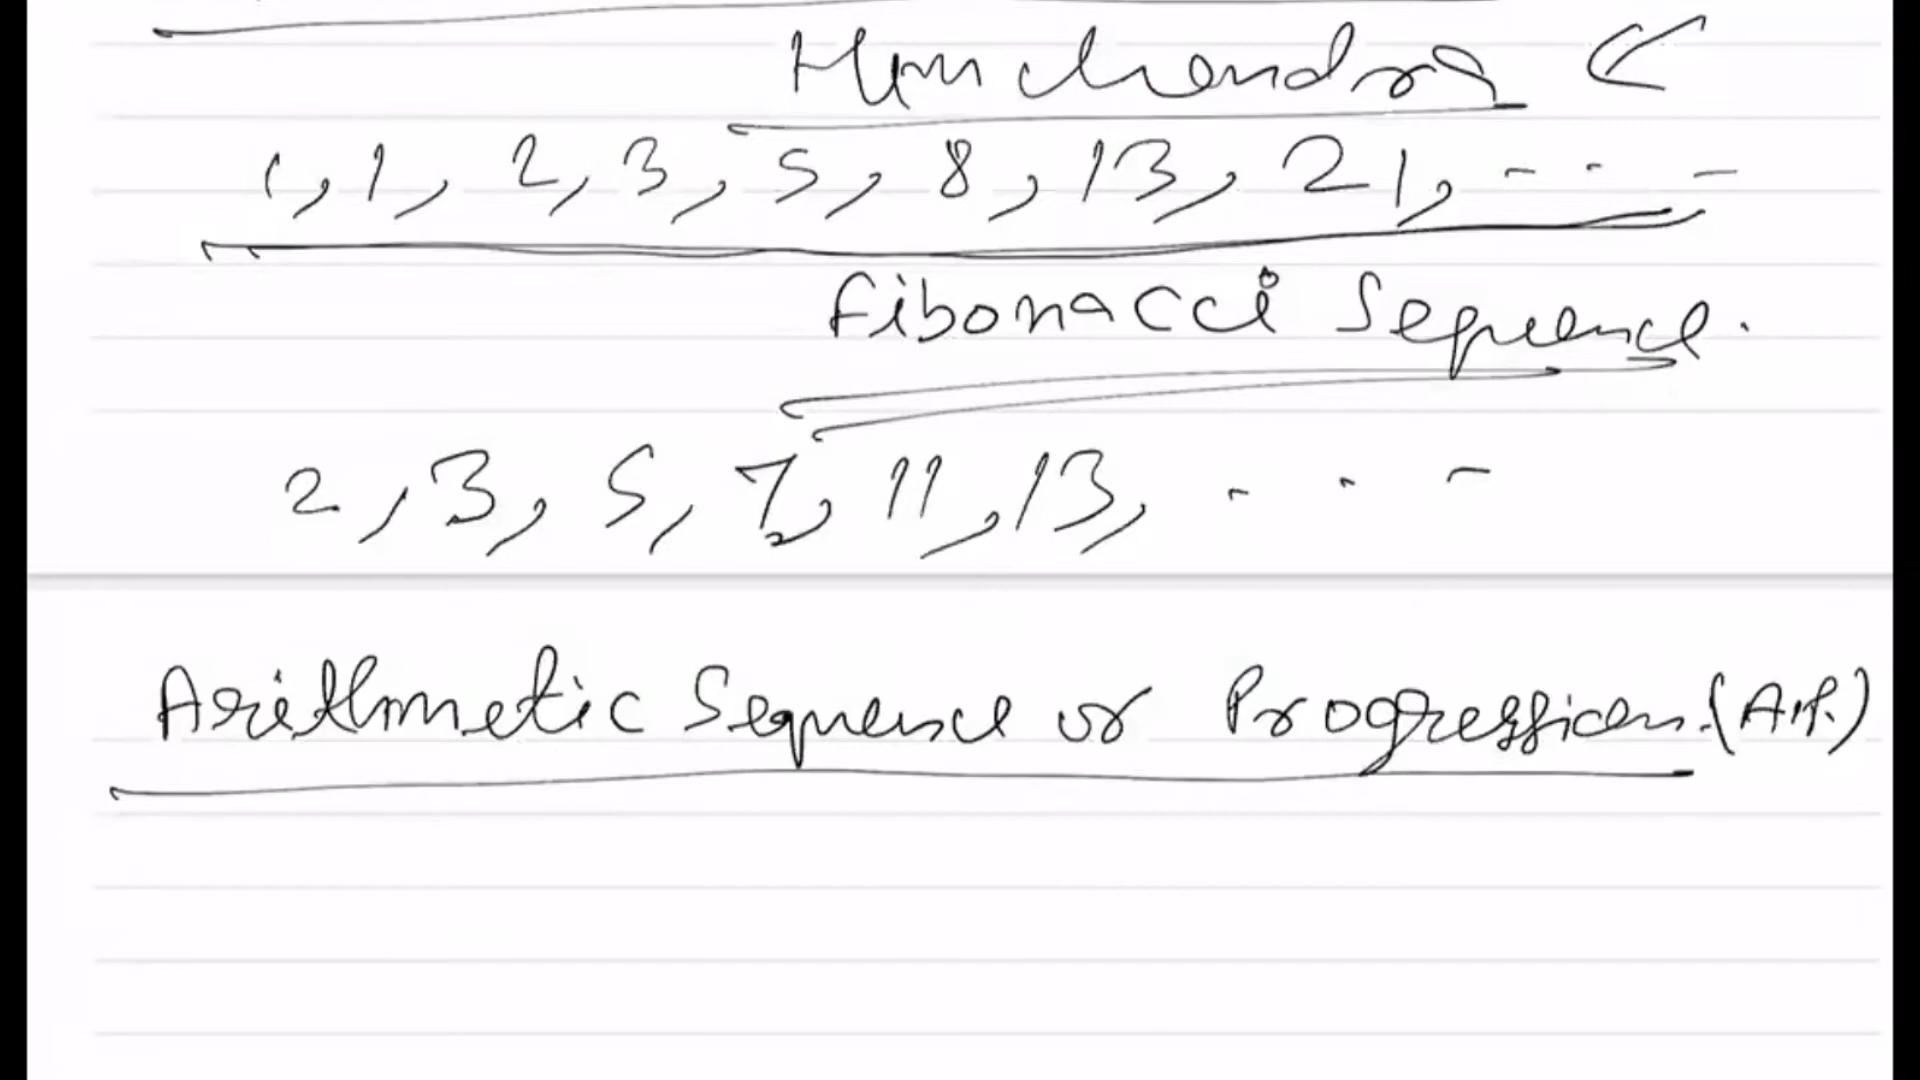 Hemchandra
1, 1, 2, 3, 5, 8, 13, 21, - - -
Fibonacci Sequence.
2, 3, 5, 7, 11, 13, - - -
Arithmetic Sequence or Progression (A.P.)